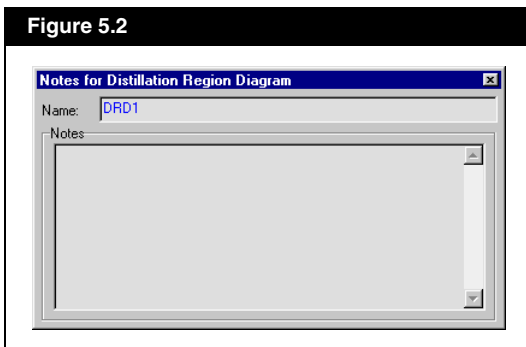 Figure 5.2
Notes for Distillation Region Diagram
Name: DRD1
Notes